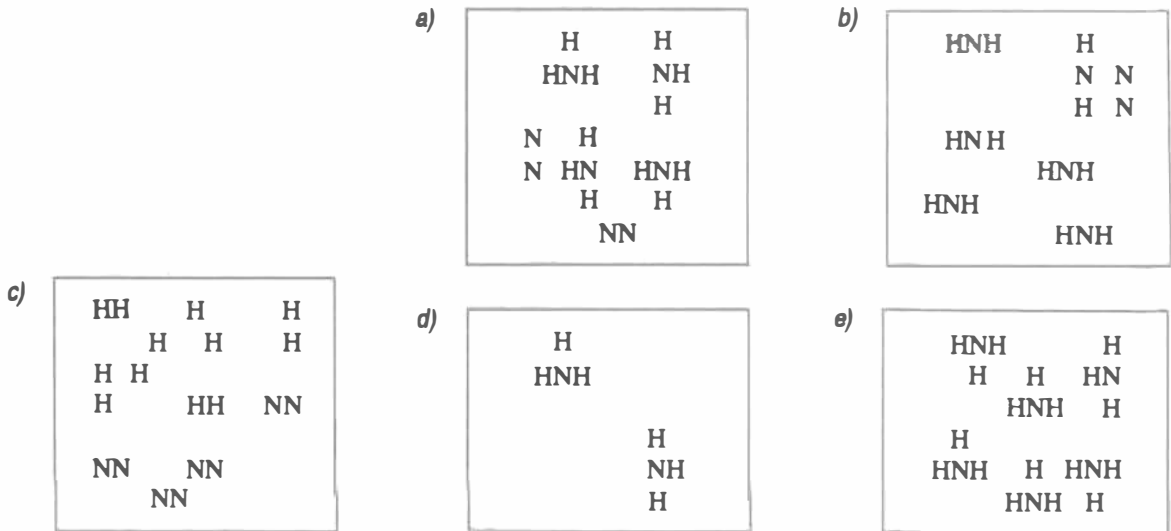 a)
H H
HNH NH
H
N H
N HN HNH
H H
NN
b)
HNH H
N N
H N
HN H
HNH
HNH
HNH
c)
HH H H
H H H
H H
H HH NN
NN NN
NN
d)
H
HNH
H
NH
H
e)
HNH H
H H HN
HNH H
H
HNH H HNH
HNH H